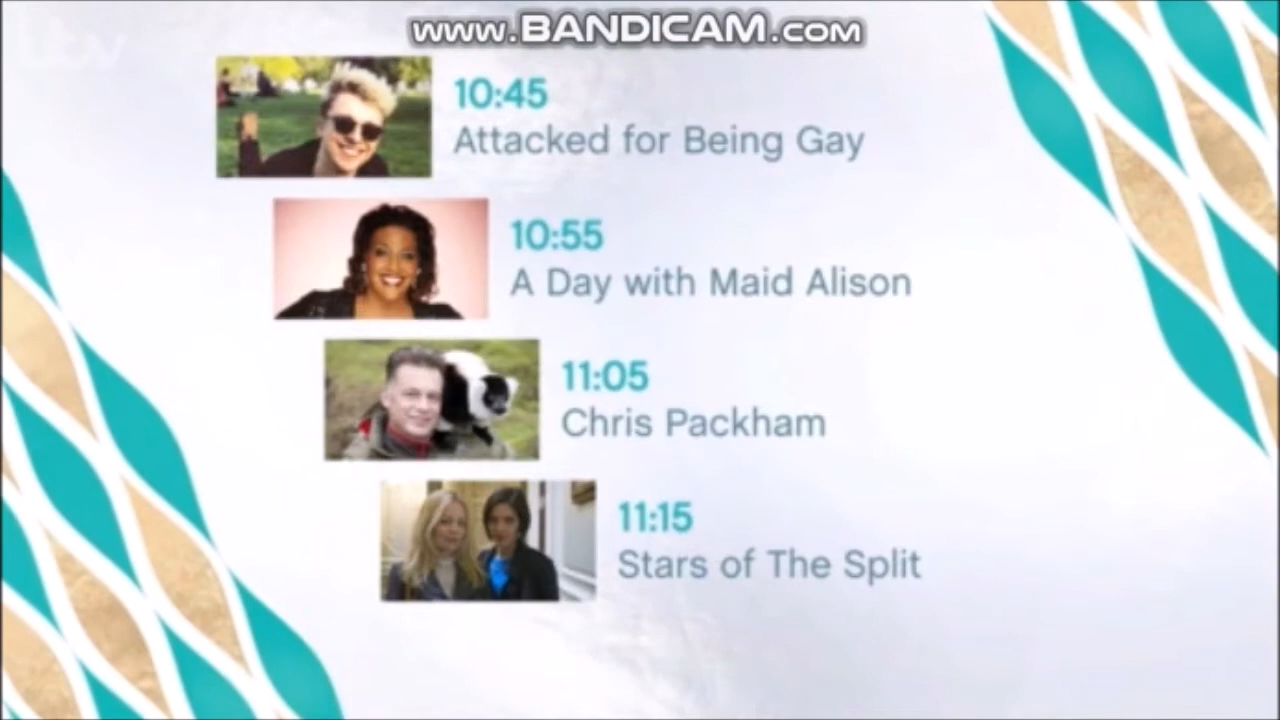 www.BANDICAM.com
itv
10:45
Attacked for Being Gay
10:55
A Day with Maid Alison
11:05
Chris Packham
11:15
Stars of The Split